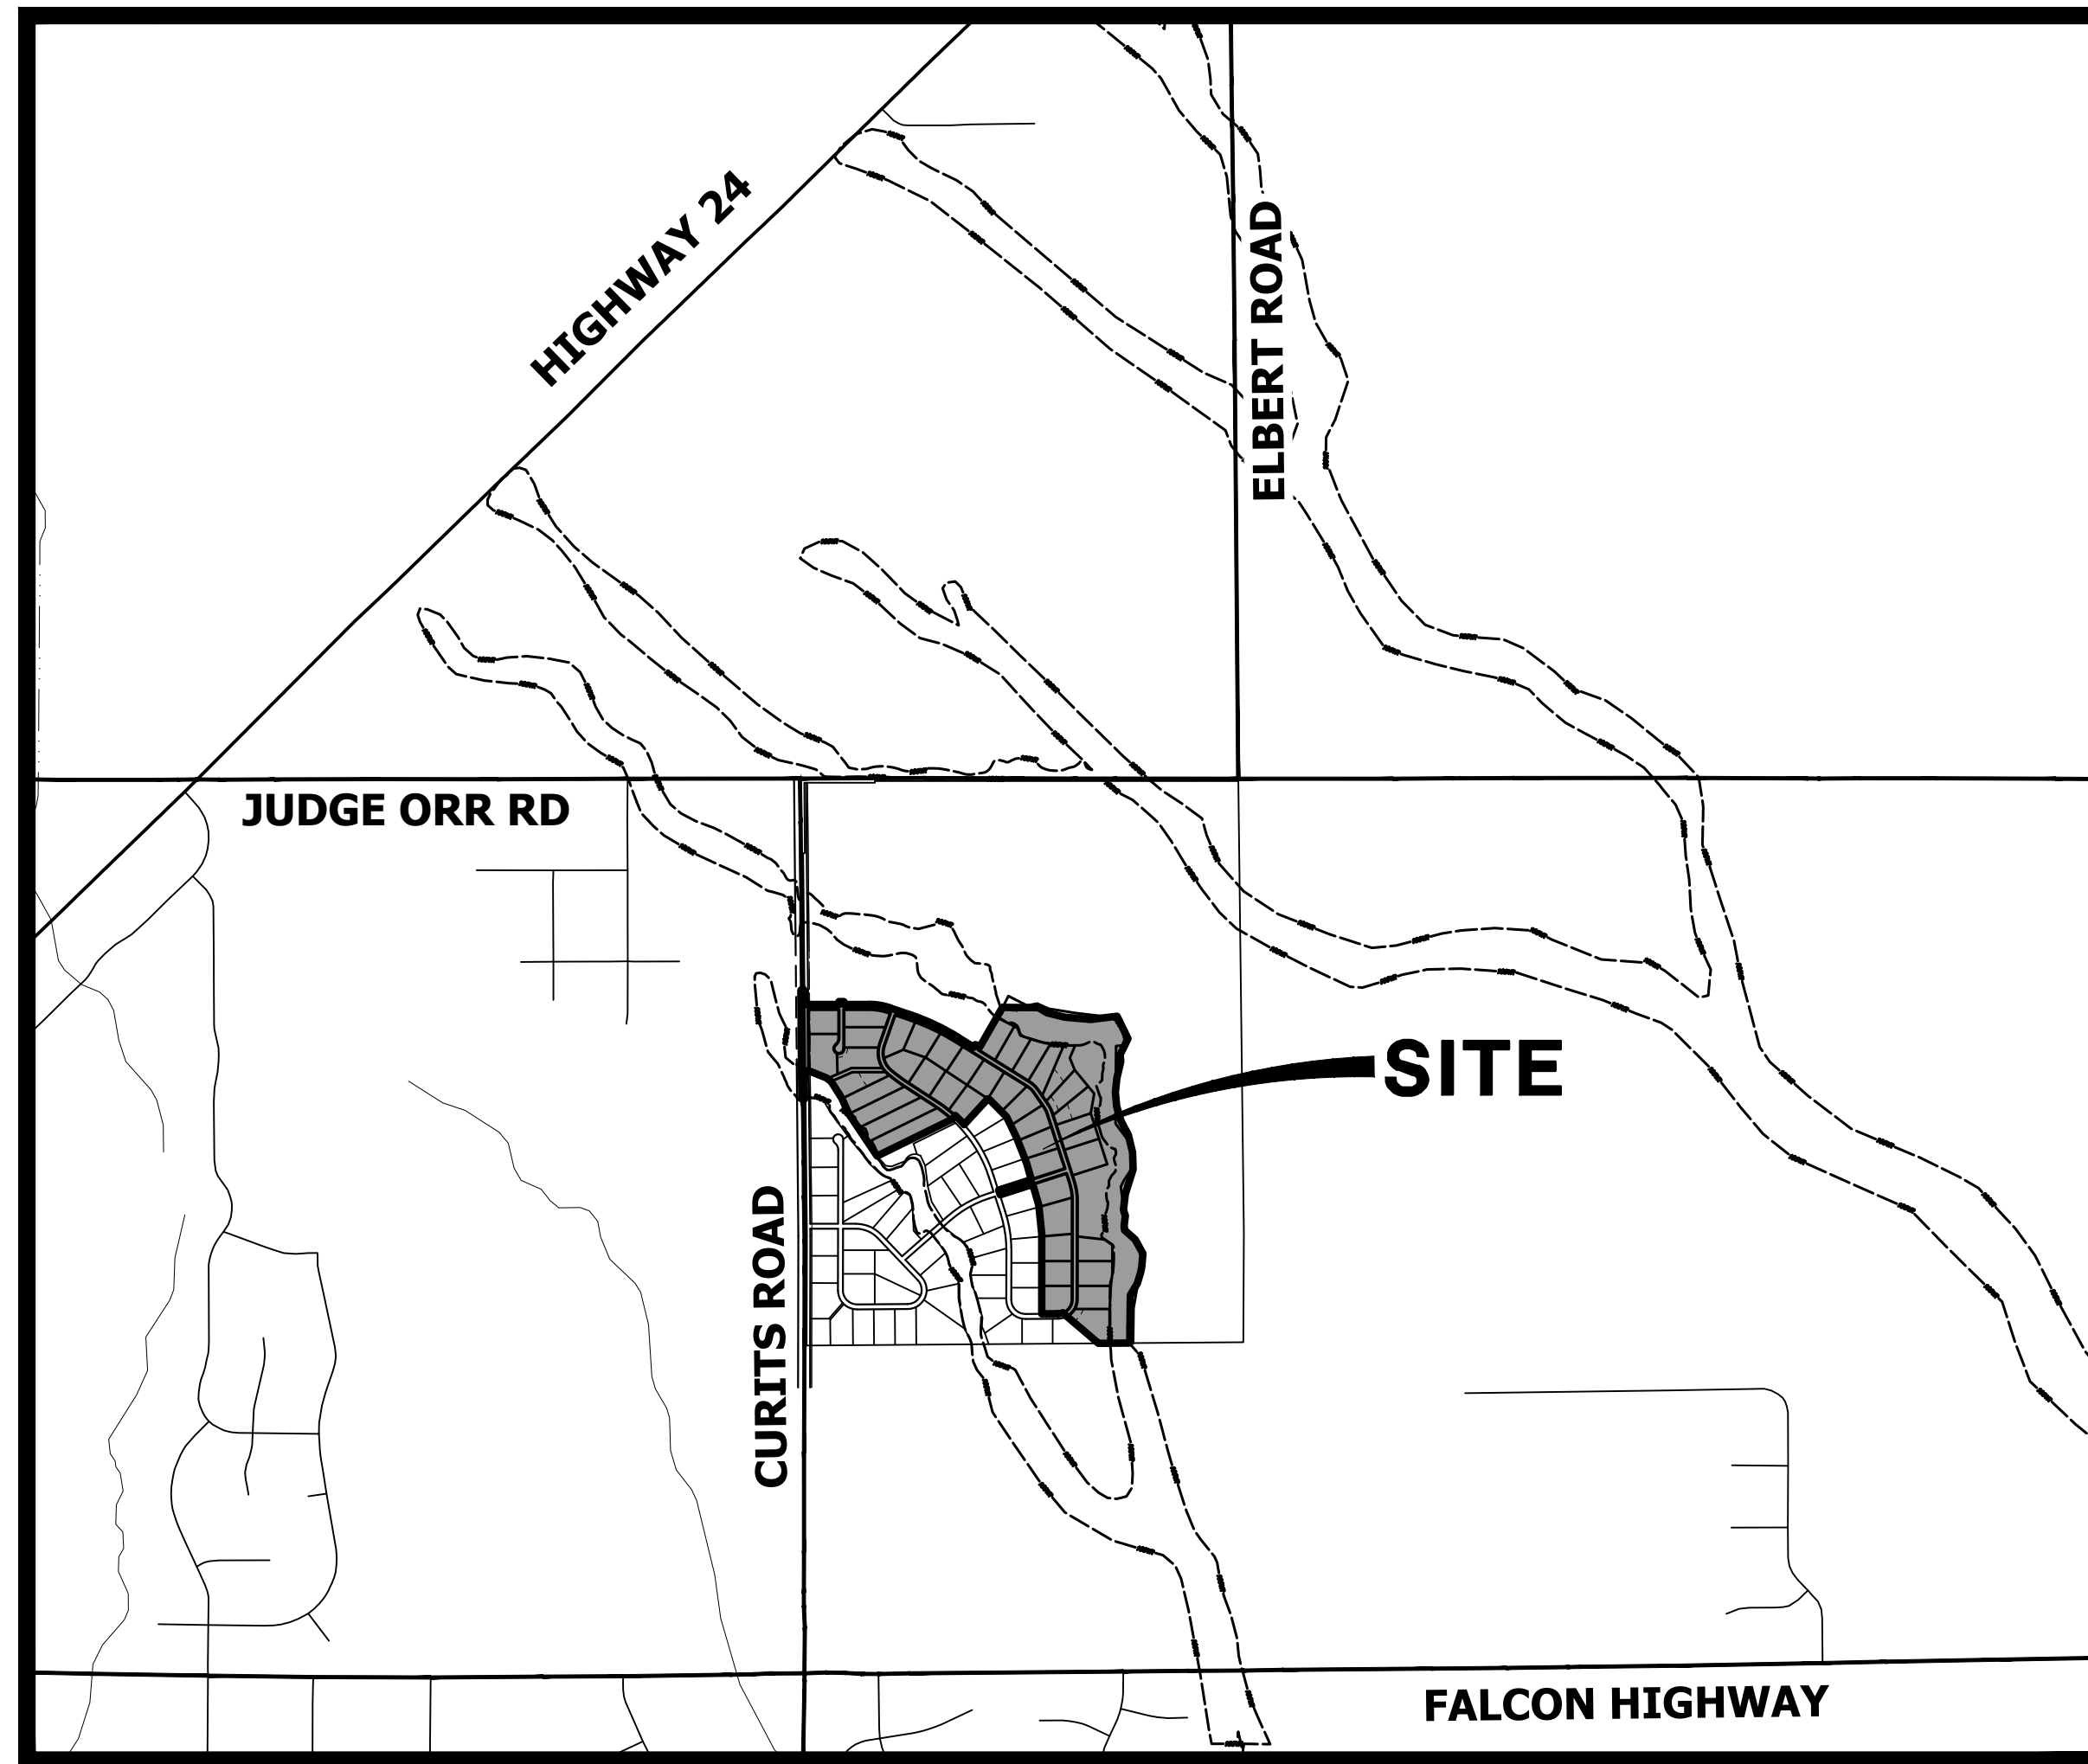 HIGHWAY 24
ELBERT ROAD
JUDGE ORR RD
SITE
CURITS ROAD
FALCON HIGHWAY